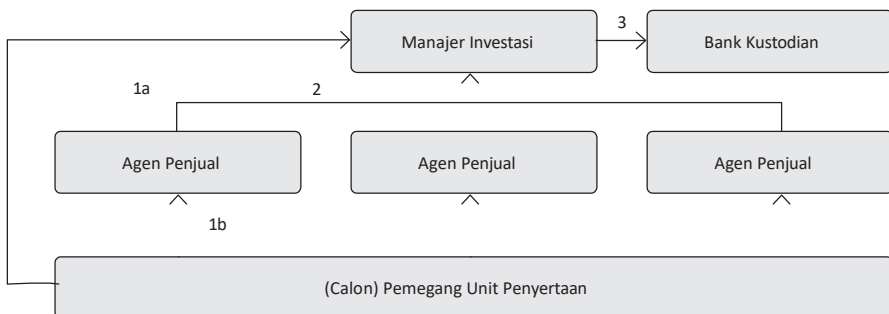 3
Manajer Investasi
Bank Kustodian
1a
2
Agen Penjual
Agen Penjual
Agen Penjual
1b
(Calon) Pemegang Unit Penyertaan